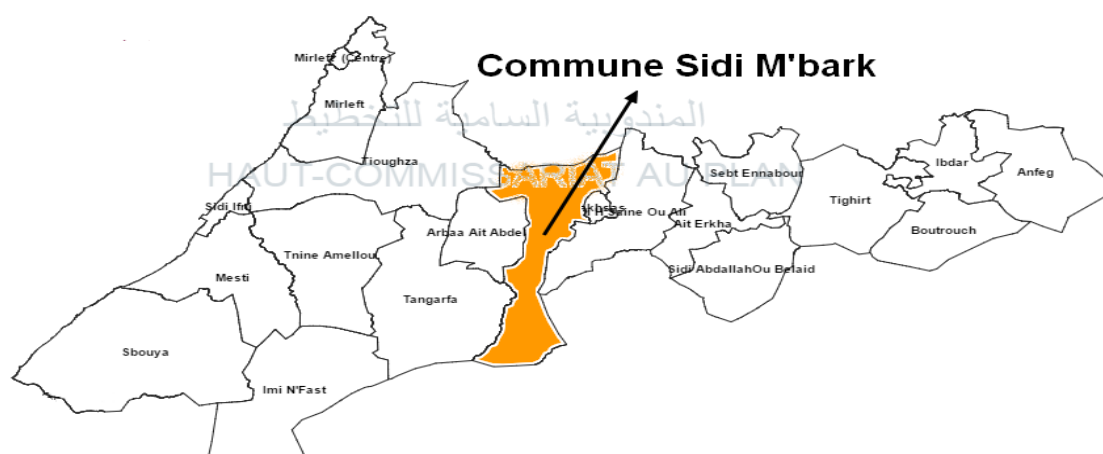 Mirleft (Centre)
Commune Sidi M'bark
Mirleft
المندوبية السامية للتخطيط
Tioughza
HAUT-COMMISSARIAT AU PLAN
Ibdar
Sebt Ennabour
Anfeg
Tighirt
Sidi Ifni
Ait Erkha
Boutrouch
Arbaa Ait Abdel
Tnine Amellou
Sidi AbdallahOu Belaid
Mesti
Tangarfa
Sbouya
Imi N'Fast